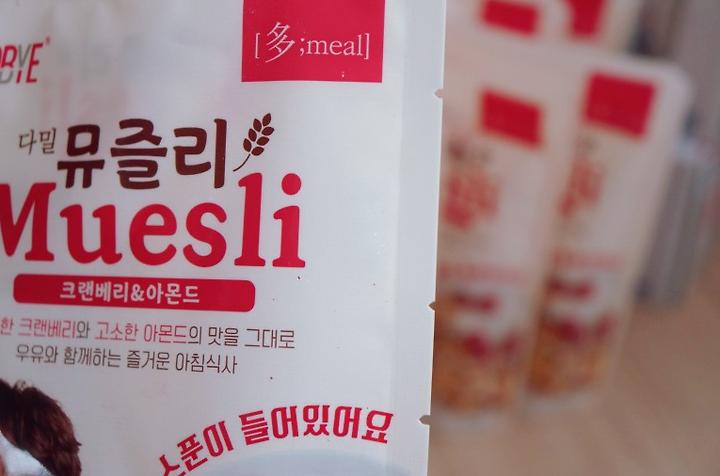 BYE
[多;meal]
다밀 뮤즐리
Muesli
크랜베리&아몬드
한 크랜베리와 고소한 아몬드의 맛을 그대로
우유와 함께하는 즐거운 아침식사
스푼이 들어있어요